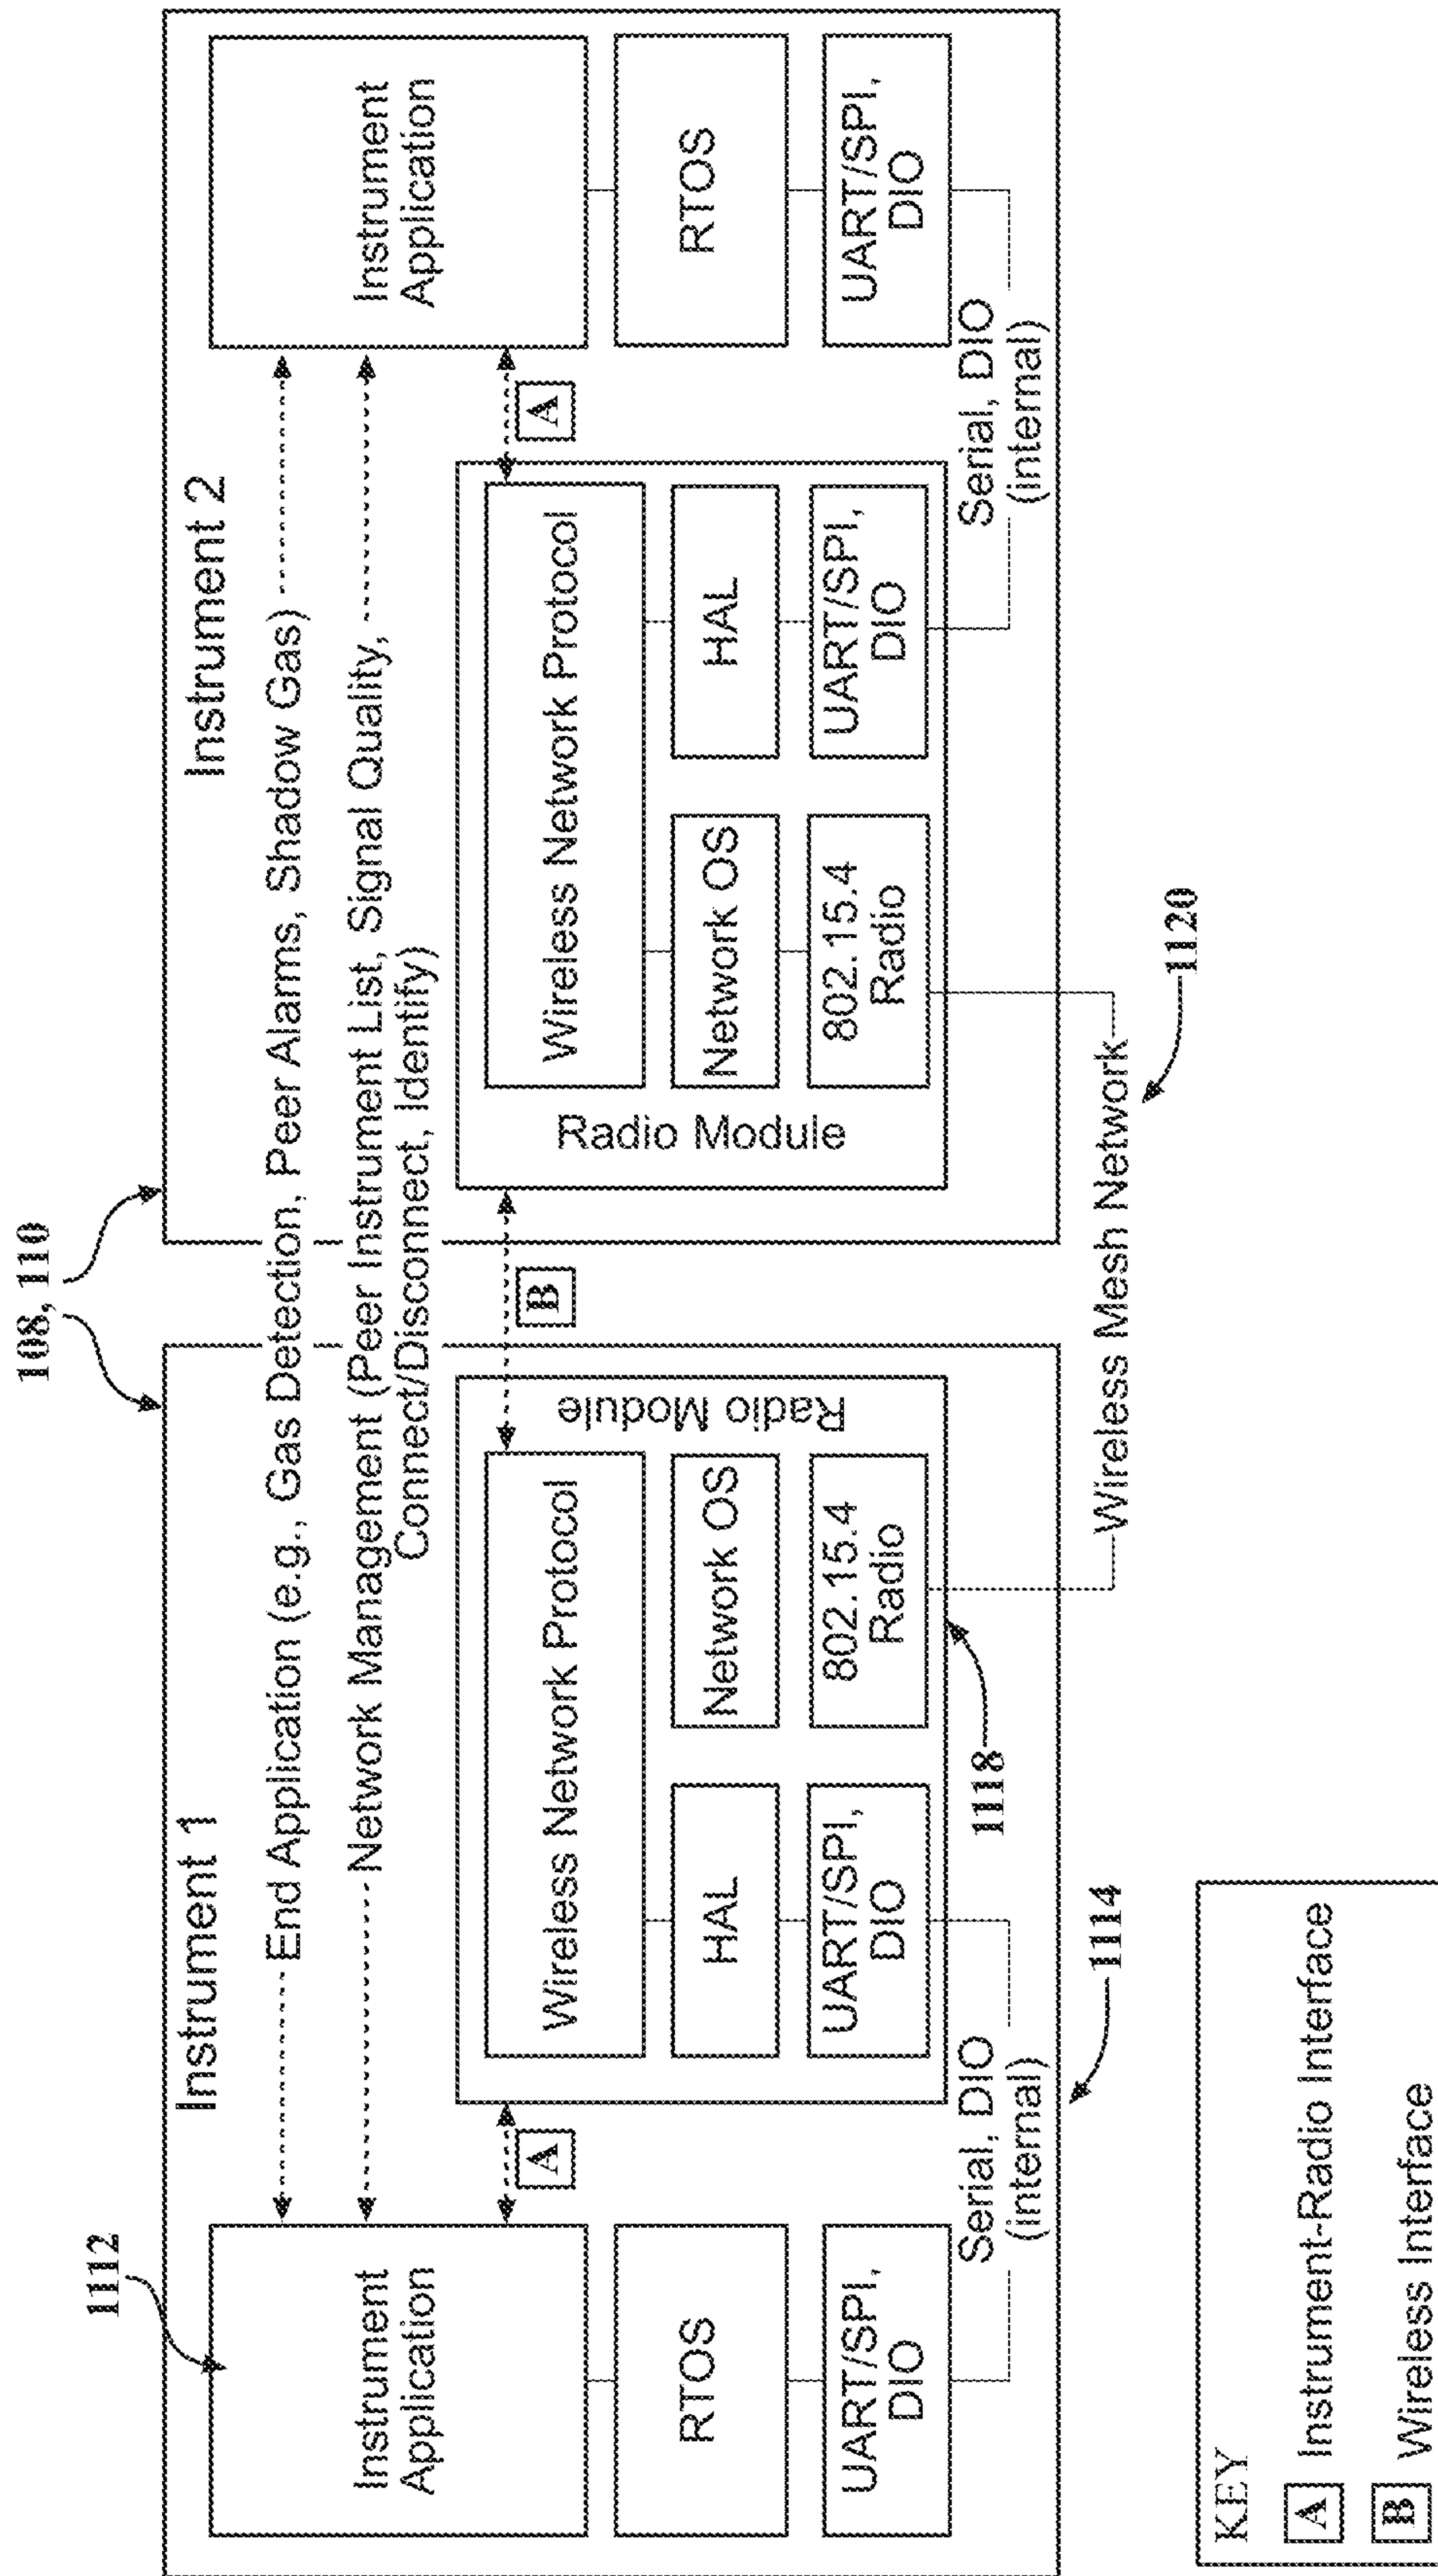 108, 110
Instrument 1
Instrument 2
1112
End Application (e.g., Gas Detection, Peer Alarms, Shadow Gas)
Network Management (Peer Instrument List, Signal Quality,
Connect/Disconnect, Identify)
Instrument
Application
RTOS
UART/SPI,
DIO
A
Wireless Network Protocol
HAL
UART/SPI,
DIO
Network OS
802.15.4
Radio
Radio Module
Serial, DIO
(internal)
1114
1118
B
Radio Module
Wireless Network Protocol
Network OS
802.15.4
Radio
HAL
UART/SPI,
DIO
A
Instrument
Application
RTOS
UART/SPI,
DIO
Serial, DIO
(internal)
Wireless Mesh Network
1120
KEY
A Instrument-Radio Interface
B Wireless Interface